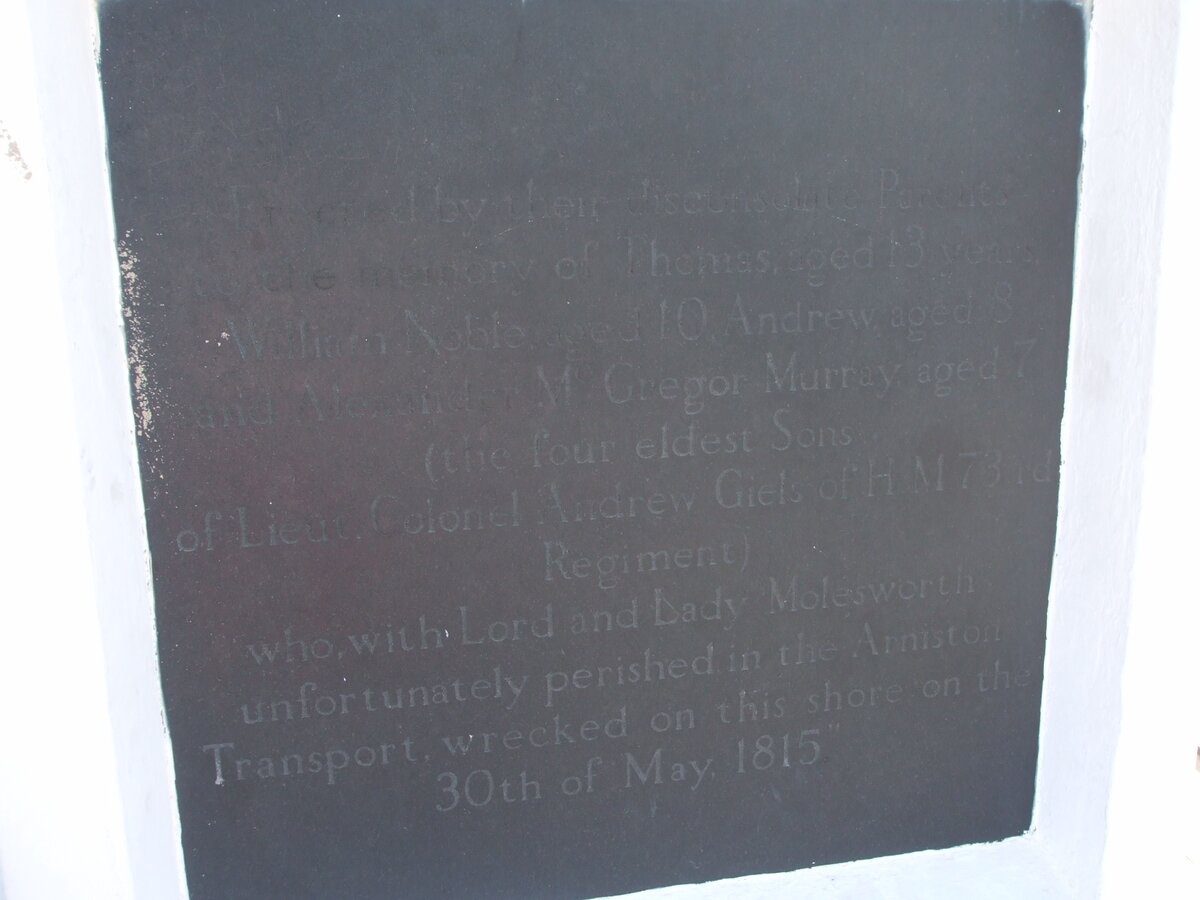 "Erected by their disconsolate Parents
to the memory of Thomas, aged 13 years,
William Noble, aged 10, Andrew, aged 8
and Alexander Mc Gregor Murray, aged 7
(the four eldest Sons
of Lieut. Colonel Andrew Giels of H M 73rd
Regiment)
who, with Lord and Lady Molesworth
unfortunately perished in the Arniston
Transport, wrecked on this shore on the
30th of May, 1815"